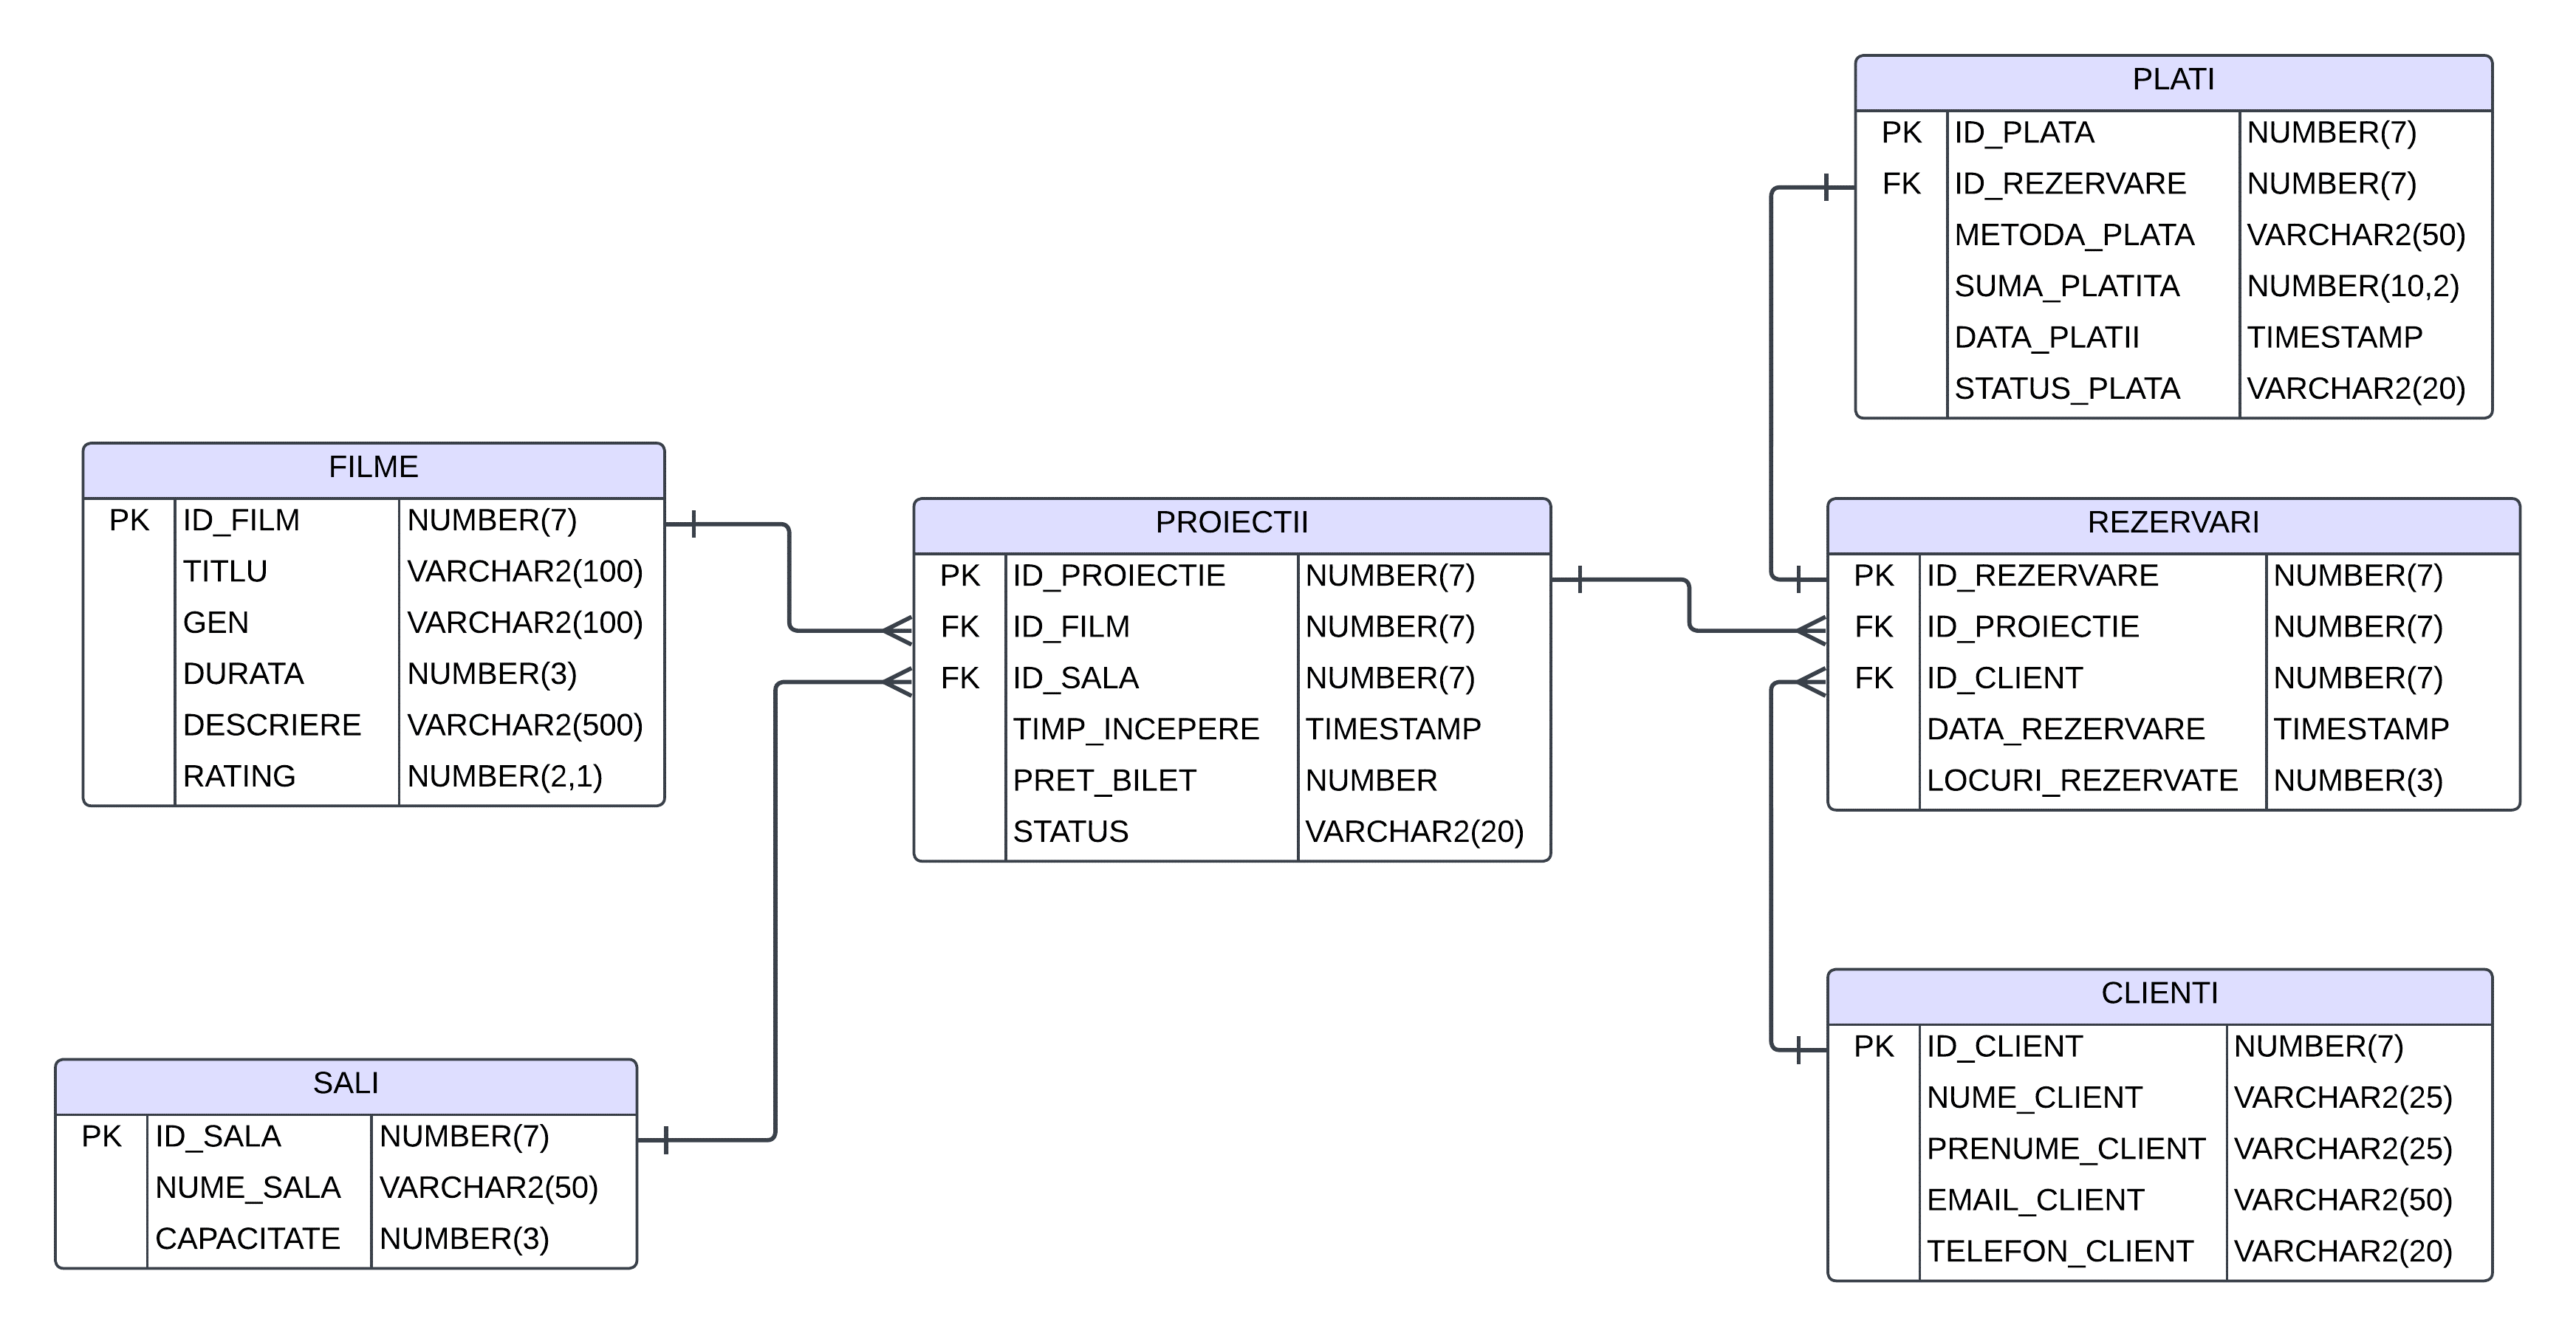 PLATI
PK ID_PLATA NUMBER(7)
FK ID_REZERVARE NUMBER(7)
METODA_PLATA VARCHAR2(50)
SUMA_PLATITA NUMBER(10,2)
DATA_PLATII TIMESTAMP
STATUS_PLATA VARCHAR2(20)
FILME
PK ID_FILM NUMBER(7)
TITLU VARCHAR2(100)
GEN VARCHAR2(100)
DURATA NUMBER(3)
DESCRIERE VARCHAR2(500)
RATING NUMBER(2,1)
PROIECTII
PK ID_PROIECTIE NUMBER(7)
FK ID_FILM NUMBER(7)
FK ID_SALA NUMBER(7)
TIMP_INCEPERE TIMESTAMP
PRET_BILET NUMBER
STATUS VARCHAR2(20)
REZERVARI
PK ID_REZERVARE NUMBER(7)
FK ID_PROIECTIE NUMBER(7)
FK ID_CLIENT NUMBER(7)
DATA_REZERVARE TIMESTAMP
LOCURI_REZERVATE NUMBER(3)
SALI
PK ID_SALA NUMBER(7)
NUME_SALA VARCHAR2(50)
CAPACITATE NUMBER(3)
CLIENTI
PK ID_CLIENT NUMBER(7)
NUME_CLIENT VARCHAR2(25)
PRENUME_CLIENT VARCHAR2(25)
EMAIL_CLIENT VARCHAR2(50)
TELEFON_CLIENT VARCHAR2(20)